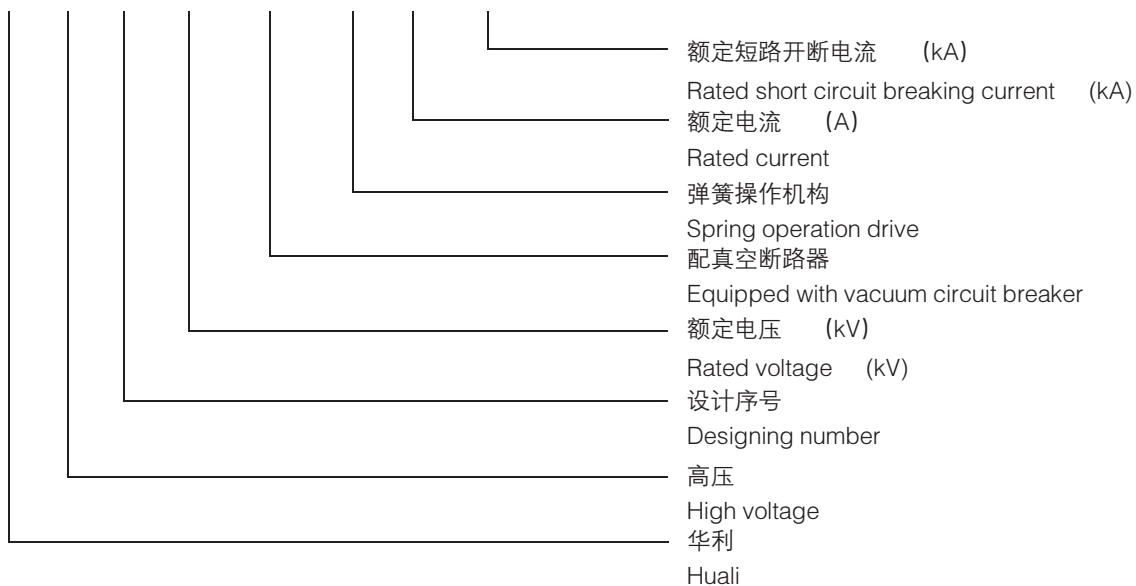 额定短路开断电流 (kA)
Rated short circuit breaking current (kA)
额定电流 (A)
Rated current
弹簧操作机构
Spring operation drive
配真空断路器
Equipped with vacuum circuit breaker
额定电压 (kV)
Rated voltage (kV)
设计序号
Designing number
高压
High voltage
华利
Huali